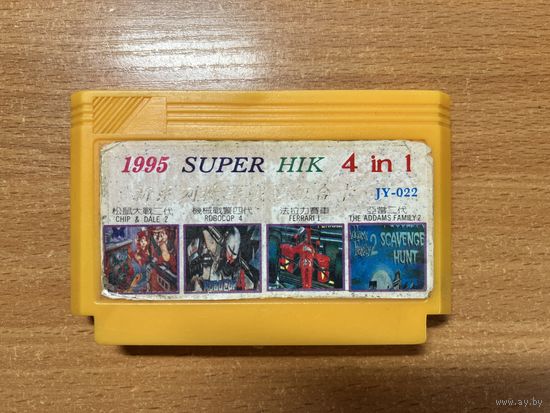 1995 SUPER HIK 4 in 1
JY-022
松鼠大戰二代 機械戰警四代 法拉力賽車 亞當二代
CHIP & DALE 2 ROBOCOP 4 FERRARI 1 THE ADDAMS FAMILY 2
2 SCAVENGE
HUNT
www.ay.by